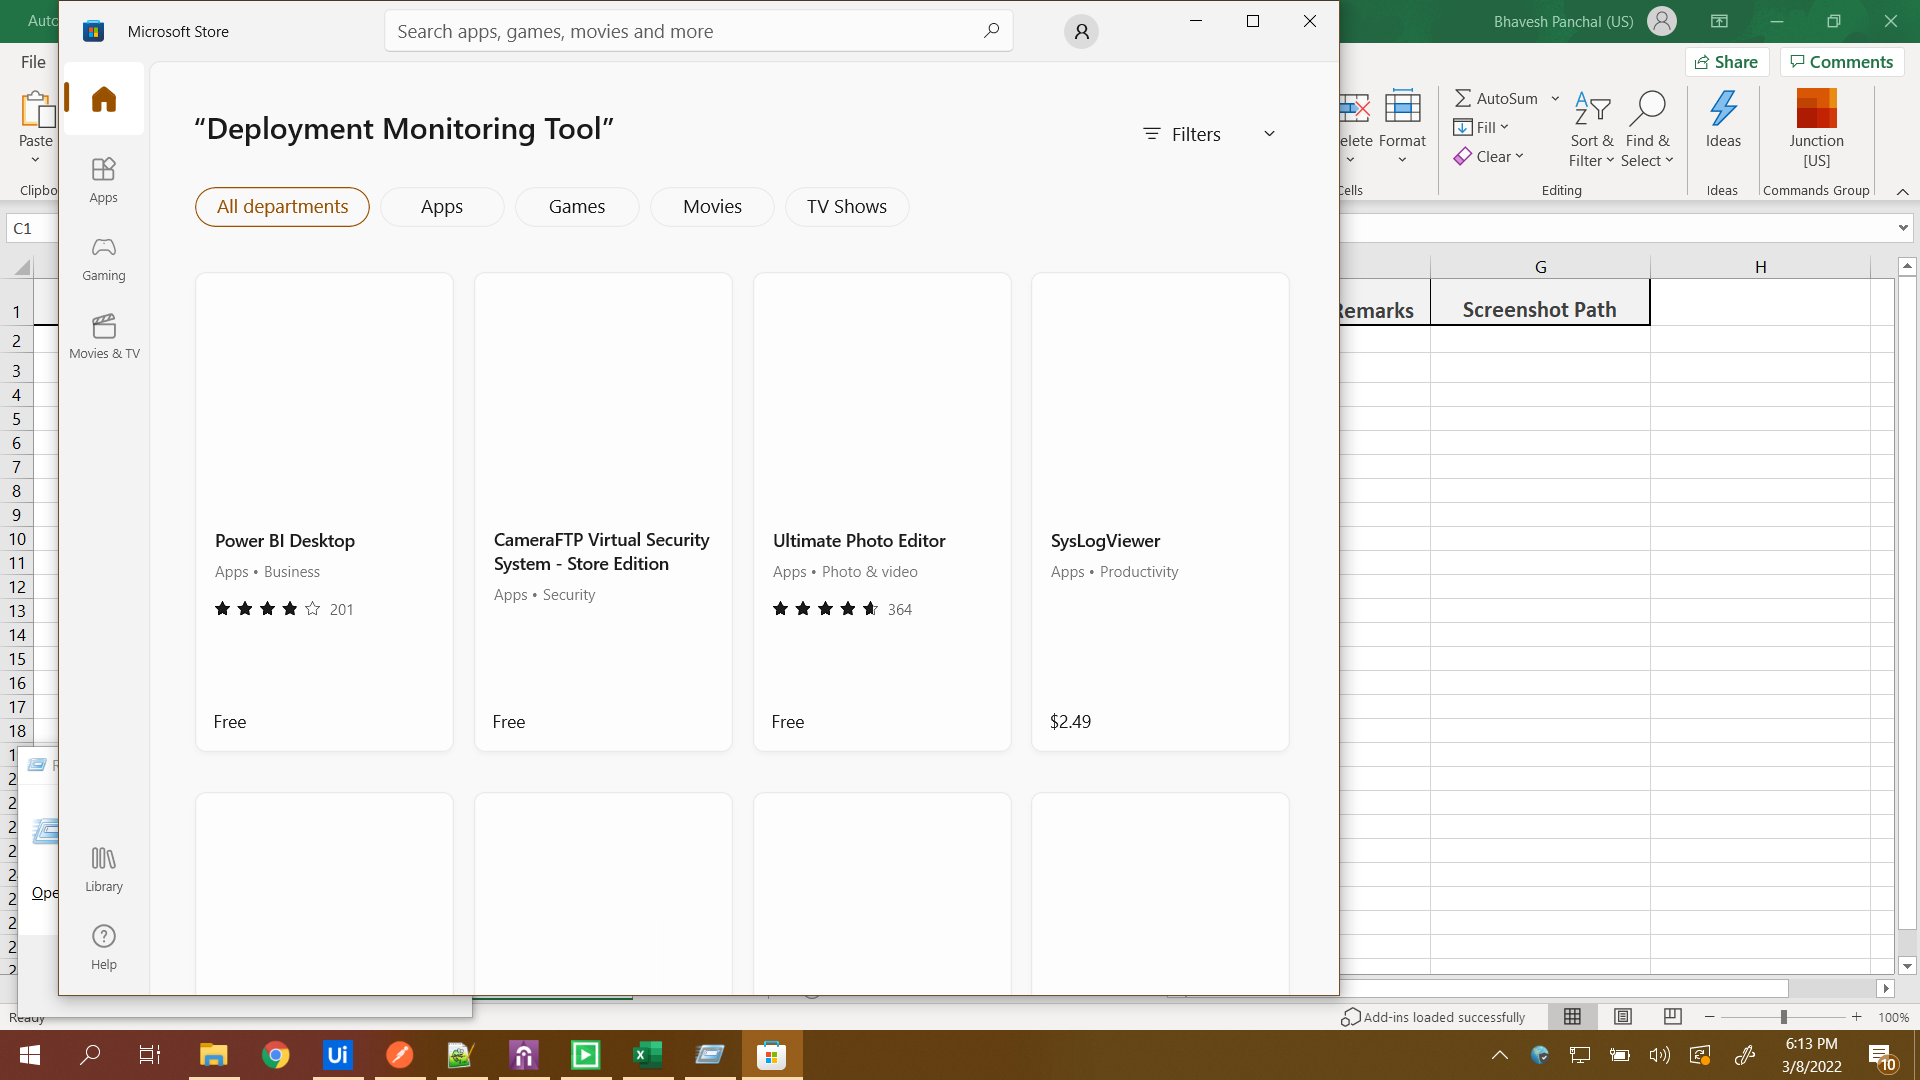 Auto
Microsoft Store
Search apps, games, movies and more
Bhavesh Panchal (US)
File
Share
Comments
Paste
Clipbo
Format
AutoSum
Fill
Clear
Sort &
Filter
Find &
Select
Ideas
Junction
[US]
Editing
Ideas
Commands Group
C1
Apps
Gaming
Movies & TV
Library
Help
“Deployment Monitoring Tool”
Filters
All departments
Apps
Games
Movies
TV Shows
Power BI Desktop
Apps • Business
201
Free
CameraFTP Virtual Security
System - Store Edition
Apps • Security
Free
Ultimate Photo Editor
Apps • Photo & video
364
Free
SysLogViewer
Apps • Productivity
$2.49
G
H
Remarks
Screenshot Path
1
2
3
4
5
6
7
8
9
10
11
12
13
14
15
16
17
18
Ope
Ready
Add-ins loaded successfully
100%
Ui
6:13 PM
3/8/2022
10